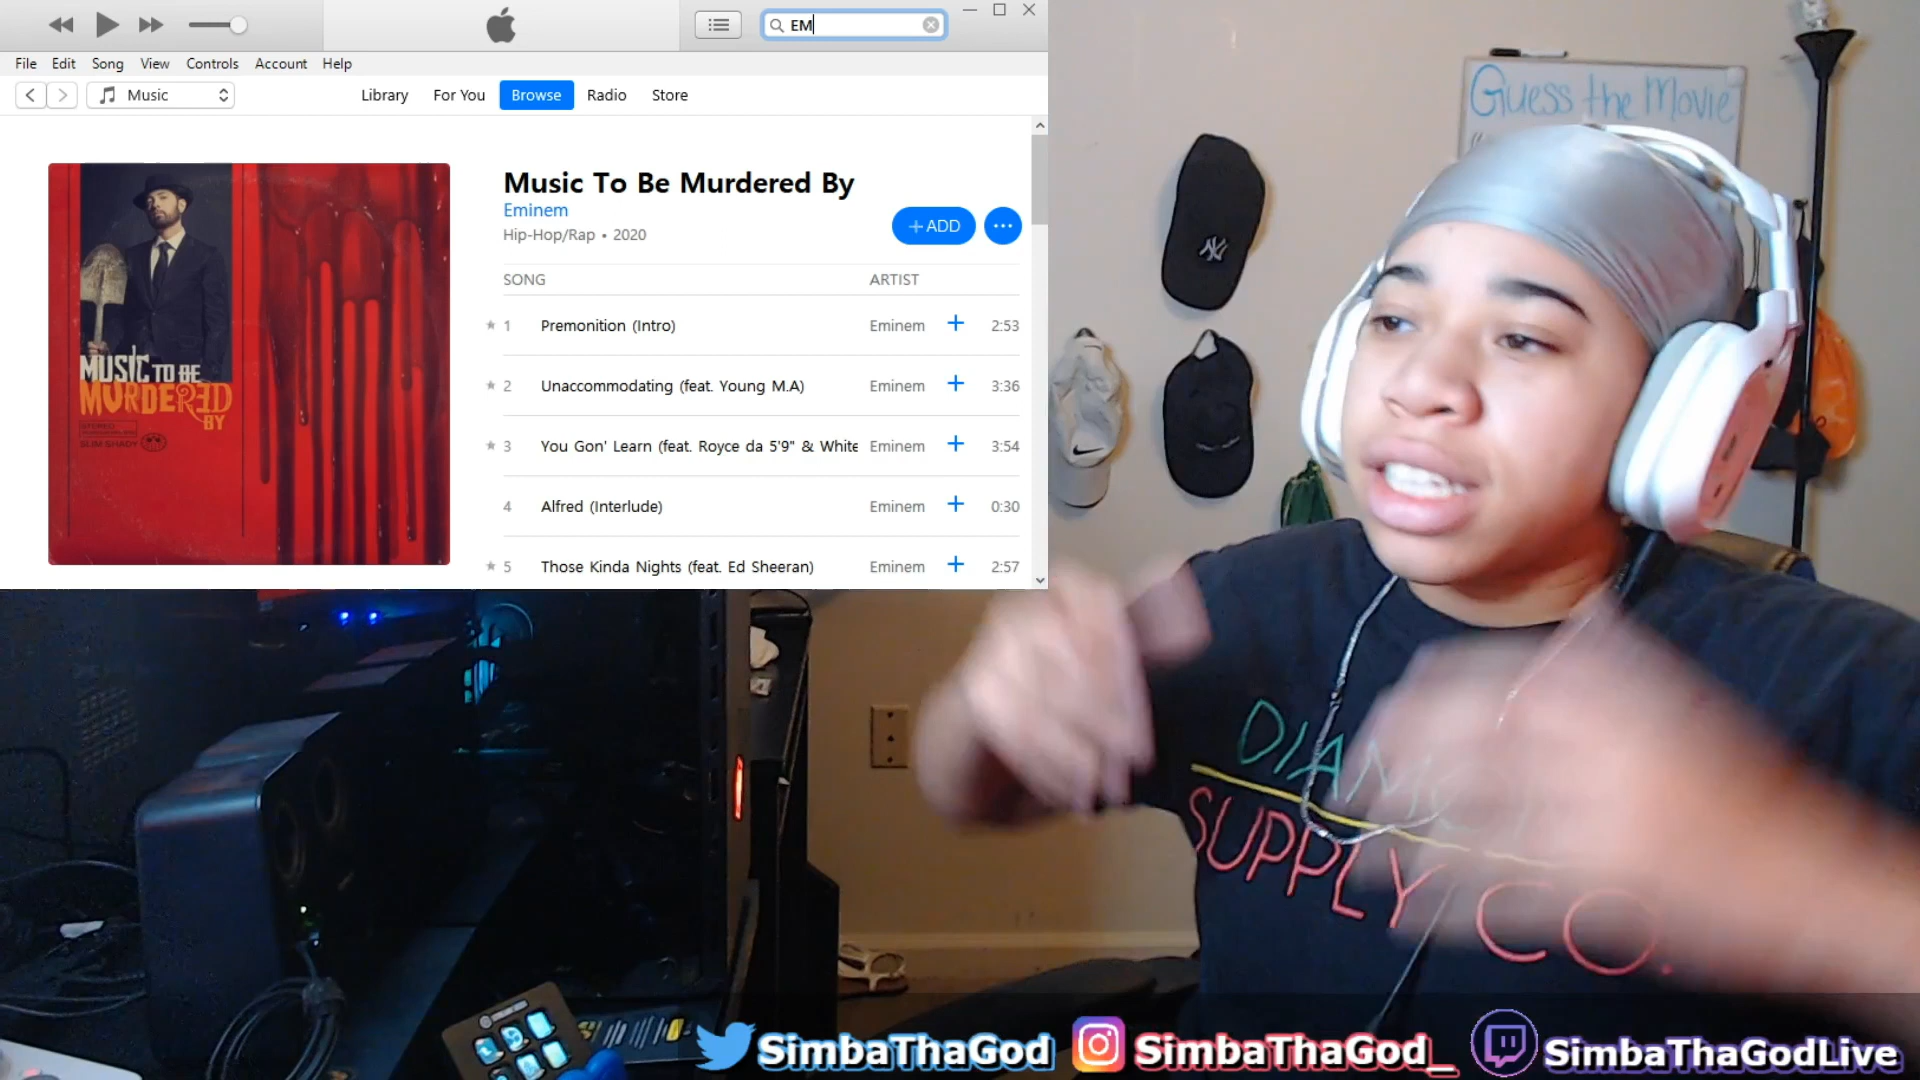 EM
File Edit Song View Controls Account Help
Music Library For You Browse Radio Store
Music To Be Murdered By
Eminem
Hip-Hop/Rap • 2020
+ADD
SONG ARTIST
★ 1 Premonition (Intro) Eminem + 2:53
★ 2 Unaccommodating (feat. Young M.A) Eminem + 3:36
★ 3 You Gon' Learn (feat. Royce da 5'9" & White Eminem + 3:54
4 Alfred (Interlude) Eminem + 0:30
★ 5 Those Kinda Nights (feat. Ed Sheeran) Eminem + 2:57
MUSIC TO BE
MURDERED
BY
STEREO
SLIM SHADY
Guess the Movie
NY
SUPPLY CO.
SimbaThaGod SimbaThaGod_ SimbaThaGodLive